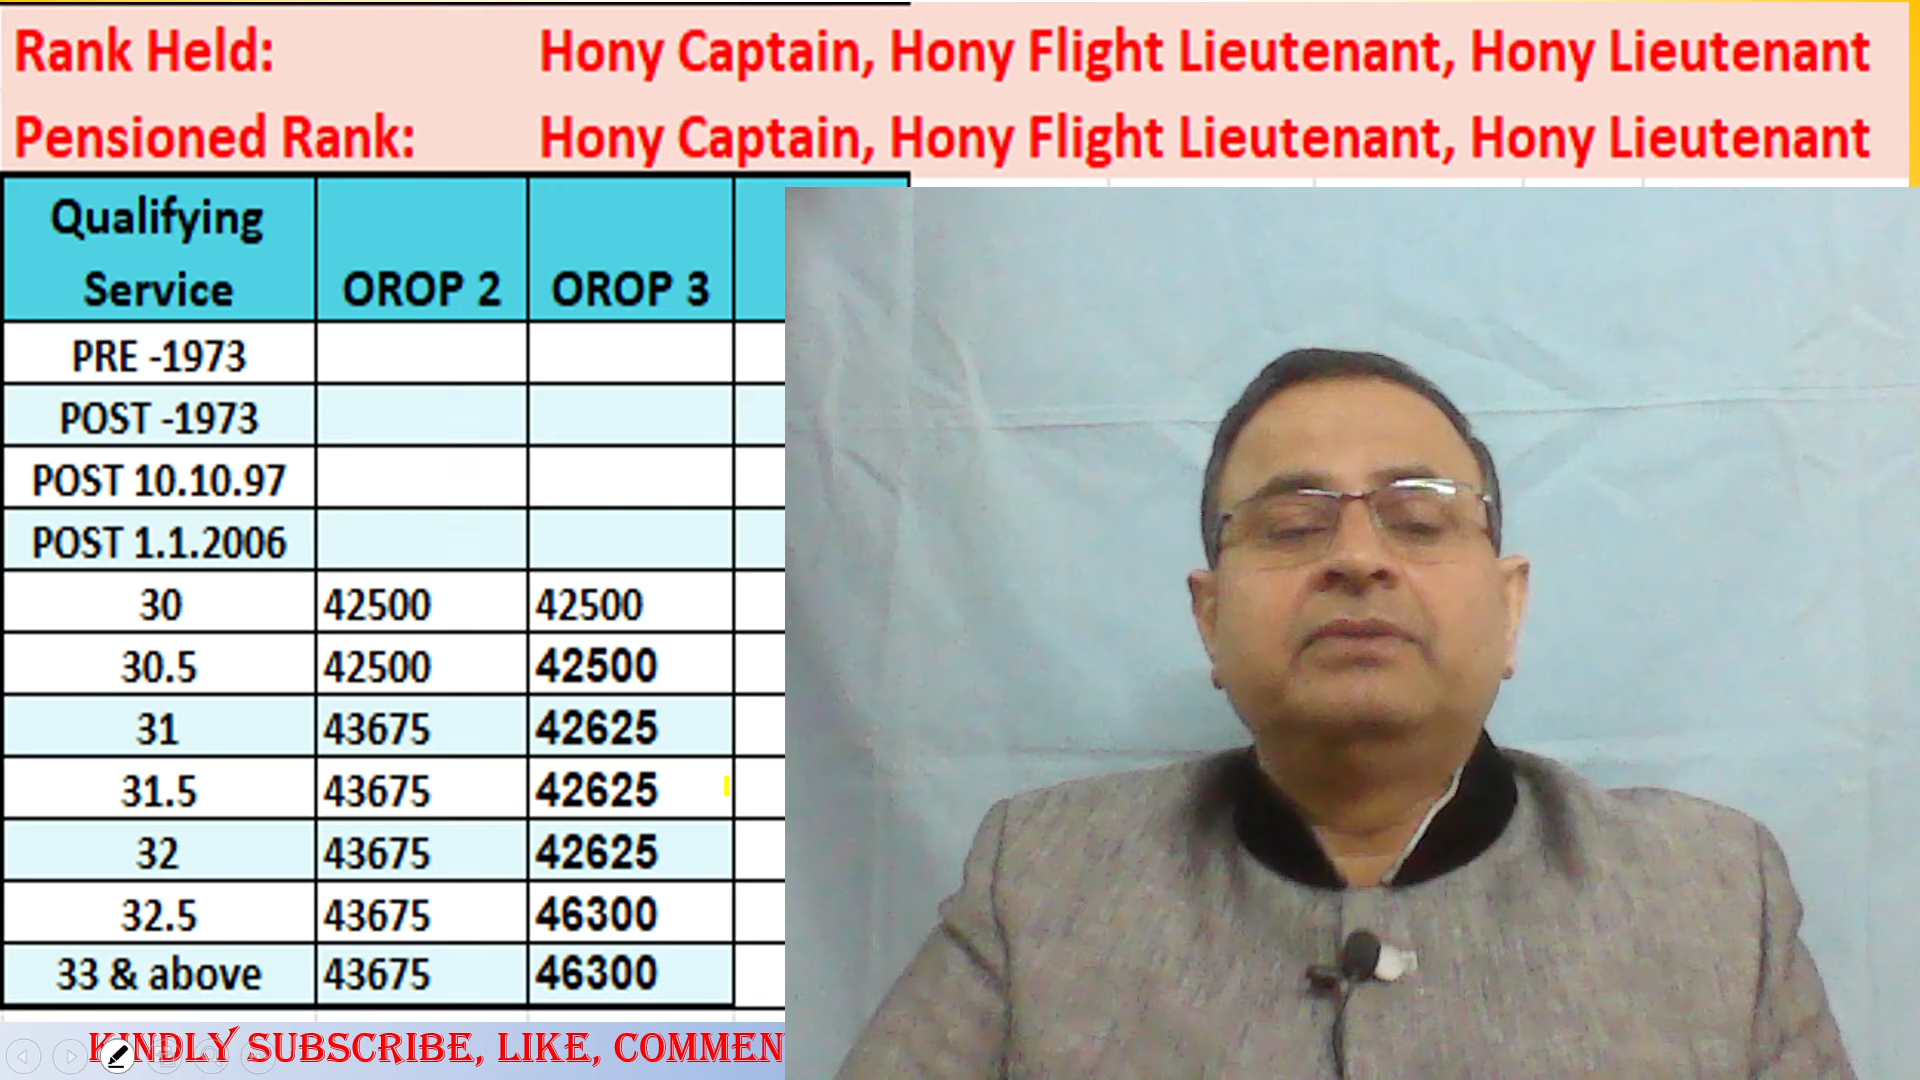 Rank Held: Hony Captain, Hony Flight Lieutenant, Hony Lieutenant
Pensioned Rank: Hony Captain, Hony Flight Lieutenant, Hony Lieutenant
Qualifying Service OROP 2 OROP 3
PRE -1973
POST -1973
POST 10.10.97
POST 1.1.2006
30 42500 42500
30.5 42500 42500
31 43675 42625
31.5 43675 42625
32 43675 42625
32.5 43675 46300
33 & above 43675 46300
KINDLY SUBSCRIBE, LIKE, COMMEN